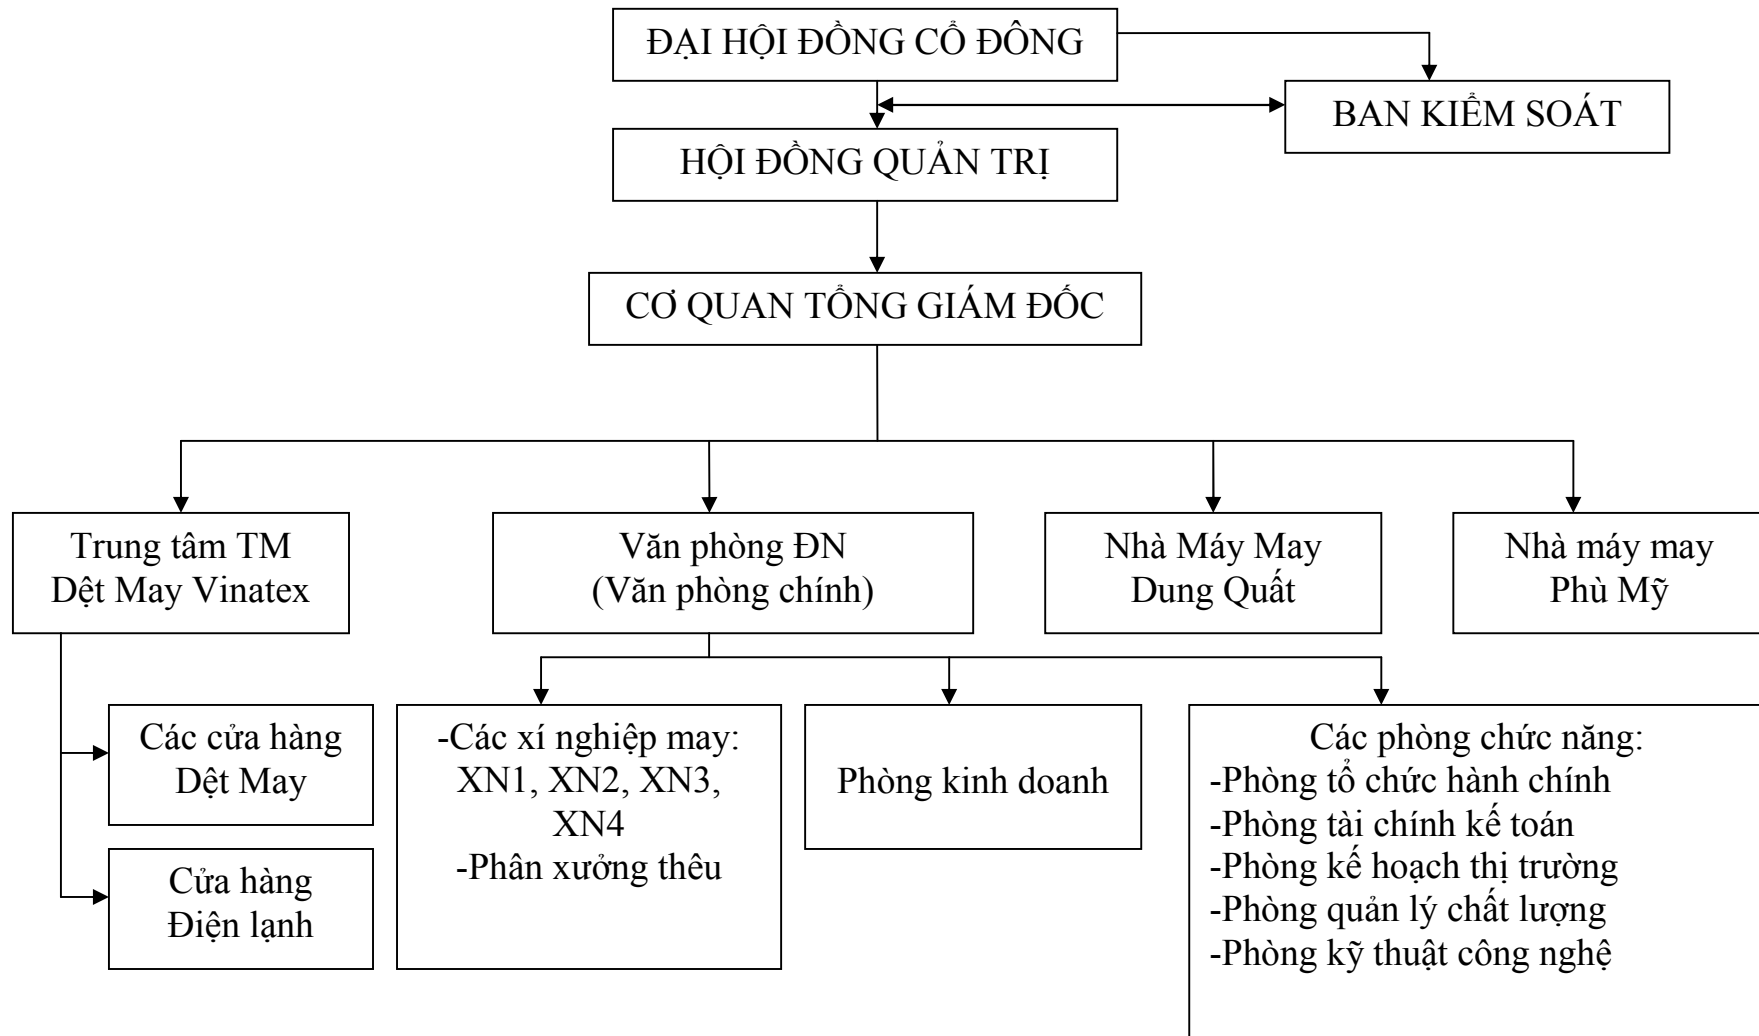 ĐẠI HỘI ĐỒNG CỔ ĐÔNG
BAN KIỂM SOÁT
HỘI ĐỒNG QUẢN TRỊ
CƠ QUAN TỔNG GIÁM ĐỐC
Trung tâm TM
Dệt May Vinatex
Văn phòng ĐN
(Văn phòng chính)
Nhà Máy May
Dung Quất
Nhà máy may
Phù Mỹ
Các cửa hàng
Dệt May
Cửa hàng
Điện lạnh
-Các xí nghiệp may:
XN1, XN2, XN3,
XN4
-Phân xưởng thêu
Phòng kinh doanh
Các phòng chức năng:
-Phòng tổ chức hành chính
-Phòng tài chính kế toán
-Phòng kế hoạch thị trường
-Phòng quản lý chất lượng
-Phòng kỹ thuật công nghệ